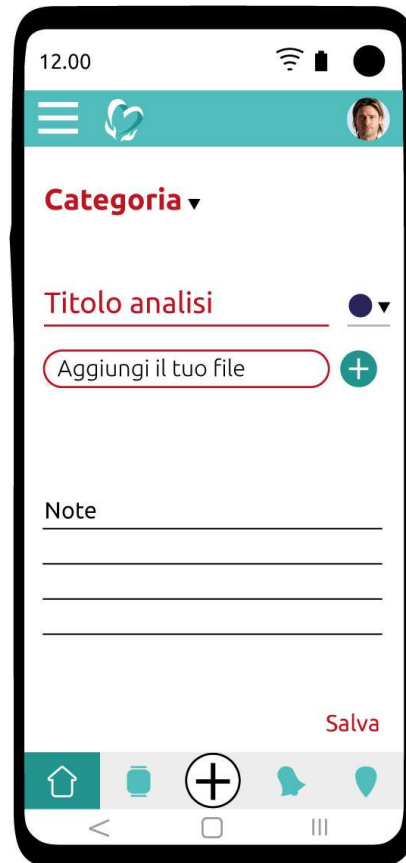 12.00
Categoria
Titolo analisi
Aggiungi il tuo file
Note
Salva